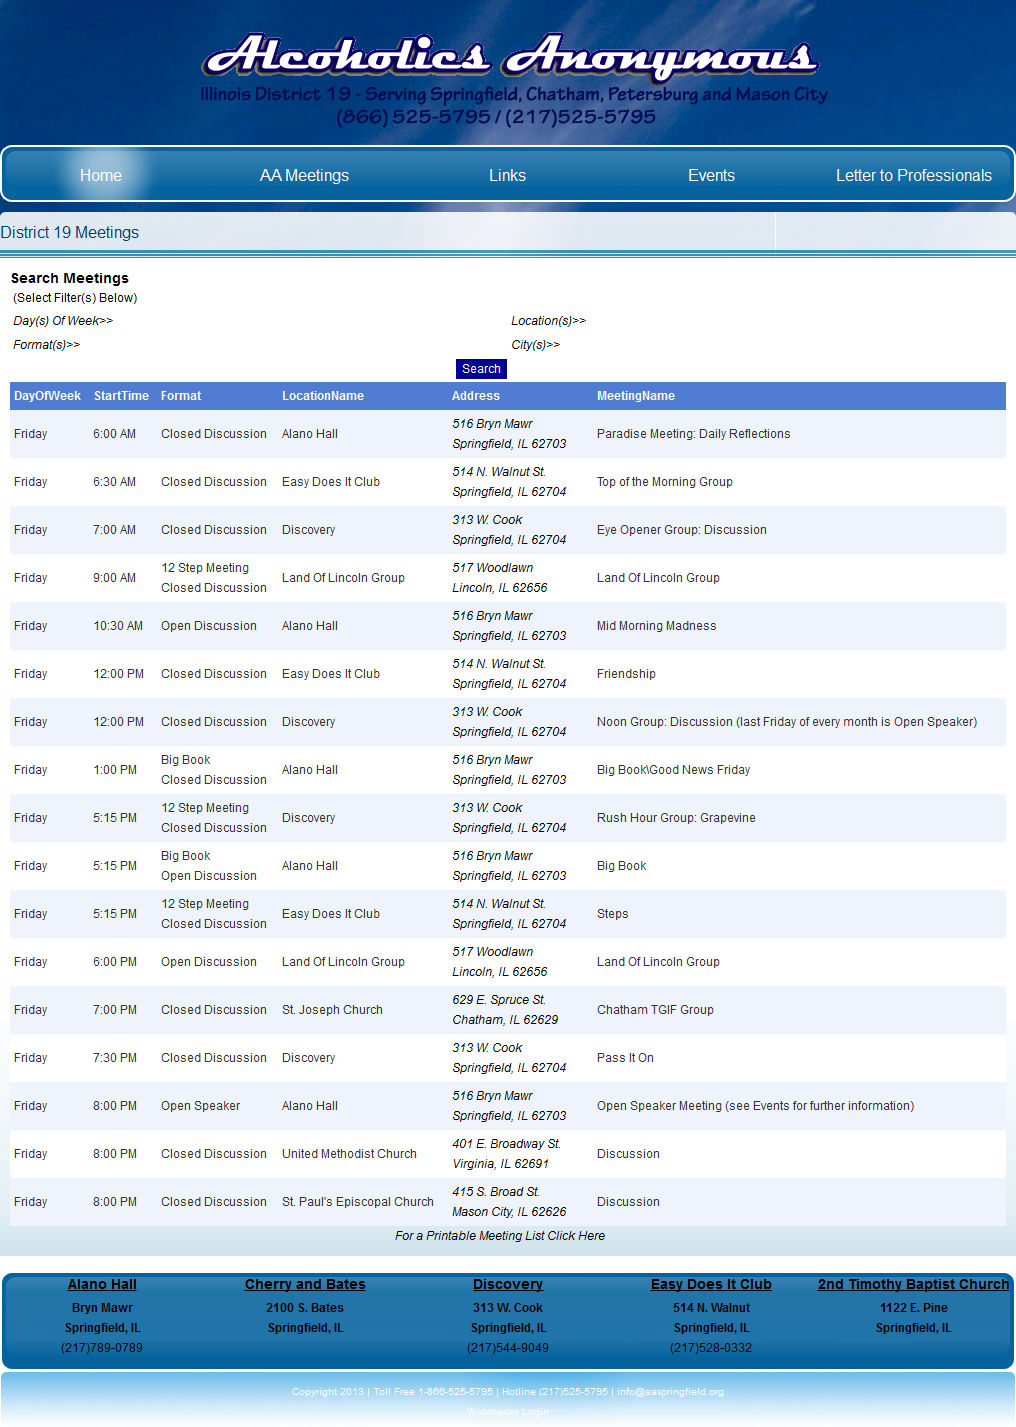 Alcoholics Anonymous
Illinois District 19 - Serving Springfield, Chatham, Petersburg and Mason City
(866) 525-5795 / (217)525-5795
Home AA Meetings Links Events Letter to Professionals
District 19 Meetings
Search Meetings
(Select Filter(s) Below)
Day(s) Of Week>> Location(s)>>
Format(s)>> City(s)>>
Search
DayOfWeek StartTime Format LocationName Address MeetingName
Friday 6:00 AM Closed Discussion Alano Hall 516 Bryn Mawr
Springfield, IL 62703 Paradise Meeting: Daily Reflections
Friday 6:30 AM Closed Discussion Easy Does It Club 514 N. Walnut St.
Springfield, IL 62704 Top of the Morning Group
Friday 7:00 AM Closed Discussion Discovery 313 W. Cook
Springfield, IL 62704 Eye Opener Group: Discussion
Friday 9:00 AM 12 Step Meeting
Closed Discussion Land Of Lincoln Group 517 Woodlawn
Lincoln, IL 62656 Land Of Lincoln Group
Friday 10:30 AM Open Discussion Alano Hall 516 Bryn Mawr
Springfield, IL 62703 Mid Morning Madness
Friday 12:00 PM Closed Discussion Easy Does It Club 514 N. Walnut St.
Springfield, IL 62704 Friendship
Friday 12:00 PM Closed Discussion Discovery 313 W. Cook
Springfield, IL 62704 Noon Group: Discussion (last Friday of every month is Open Speaker)
Friday 1:00 PM Big Book
Closed Discussion Alano Hall 516 Bryn Mawr
Springfield, IL 62703 Big Book\Good News Friday
Friday 5:15 PM 12 Step Meeting
Closed Discussion Discovery 313 W. Cook
Springfield, IL 62704 Rush Hour Group: Grapevine
Friday 5:15 PM Big Book
Open Discussion Alano Hall 516 Bryn Mawr
Springfield, IL 62703 Big Book
Friday 5:15 PM 12 Step Meeting
Closed Discussion Easy Does It Club 514 N. Walnut St.
Springfield, IL 62704 Steps
Friday 6:00 PM Open Discussion Land Of Lincoln Group 517 Woodlawn
Lincoln, IL 62656 Land Of Lincoln Group
Friday 7:00 PM Closed Discussion St. Joseph Church 629 E. Spruce St.
Chatham, IL 62629 Chatham TGIF Group
Friday 7:30 PM Closed Discussion Discovery 313 W. Cook
Springfield, IL 62704 Pass It On
Friday 8:00 PM Open Speaker Alano Hall 516 Bryn Mawr
Springfield, IL 62703 Open Speaker Meeting (see Events for further information)
Friday 8:00 PM Closed Discussion United Methodist Church 401 E. Broadway St.
Virginia, IL 62691 Discussion
Friday 8:00 PM Closed Discussion St. Paul's Episcopal Church 415 S. Broad St.
Mason City, IL 62626 Discussion
For a Printable Meeting List Click Here
Alano Hall Cherry and Bates Discovery Easy Does It Club 2nd Timothy Baptist Church
Bryn Mawr 2100 S. Bates 313 W. Cook 514 N. Walnut 1122 E. Pine
Springfield, IL Springfield, IL Springfield, IL Springfield, IL Springfield, IL
(217)789-0789 (217)544-9049 (217)528-0332
Copyright 2013 | Toll Free 1-866-525-5795 | Hotline (217)525-5795 | info@aaspringfield.org
Webmaster Login